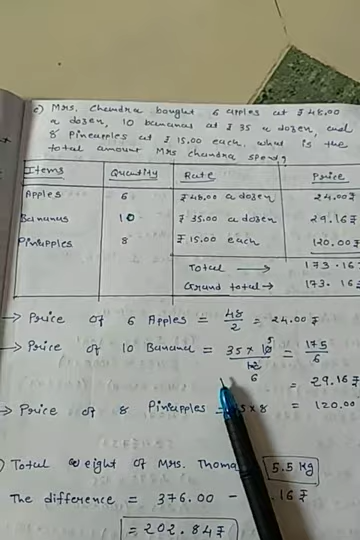 c) Mrs. Chandra bought 6 apples at ₹ 48.00
a dozen, 10 bananas at ₹ 35 a dozen, and
8 Pineapples at ₹ 15.00 each. what is the
total amount Mrs Chandra spend?
Items Quantity Rate Price
Apples 6 ₹ 48.00 a dozen 24.00 ₹
Bananas 10 ₹ 35.00 a dozen 29.16 ₹
Pineapples 8 ₹ 15.00 each 120.00 ₹
Total → 173.16
Grand total → 173.16
→ Price of 6 Apples = 48/2 = 24.00 ₹
→ Price of 10 Banana = 35 × 10/12 = 175/6
5
6
= 29.16 ₹
→ Price of 8 Pineapples = 5 × 8 = 120.00
) Total weight of Mrs. Thoma 5.5 Kg
The difference = 376.00 - .16 ₹
= 202.84 ₹